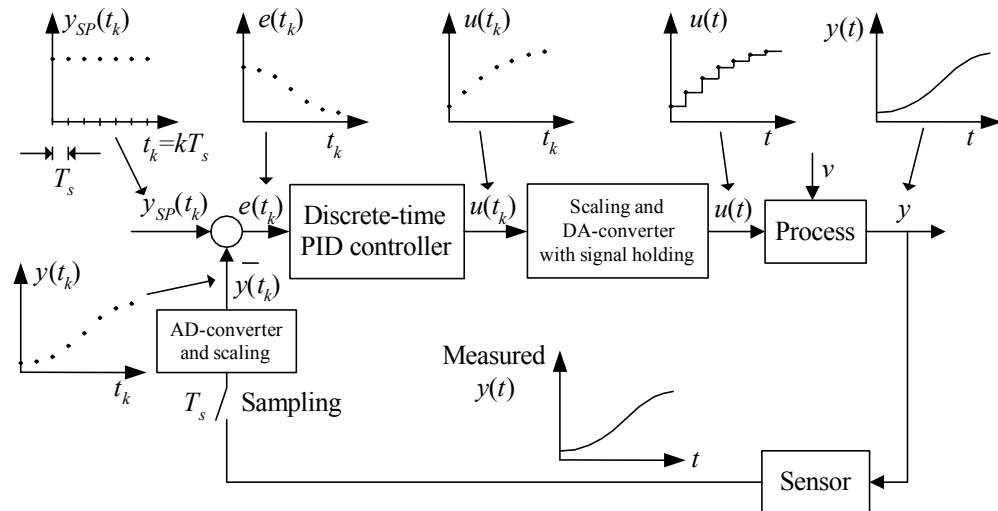 y_SP(t_k)
e(t_k)
u(t_k)
u(t)
y(t)
t_k=kT_s
t_k
t_k
t
t
T_s
v
y_SP(t_k)
e(t_k)
Discrete-time
PID controller
u(t_k)
Scaling and
DA-converter
with signal holding
u(t)
Process
y
y(t_k)
–
y(t_k)
AD-converter
and scaling
t_k
T_s Sampling
Measured
y(t)
t
Sensor